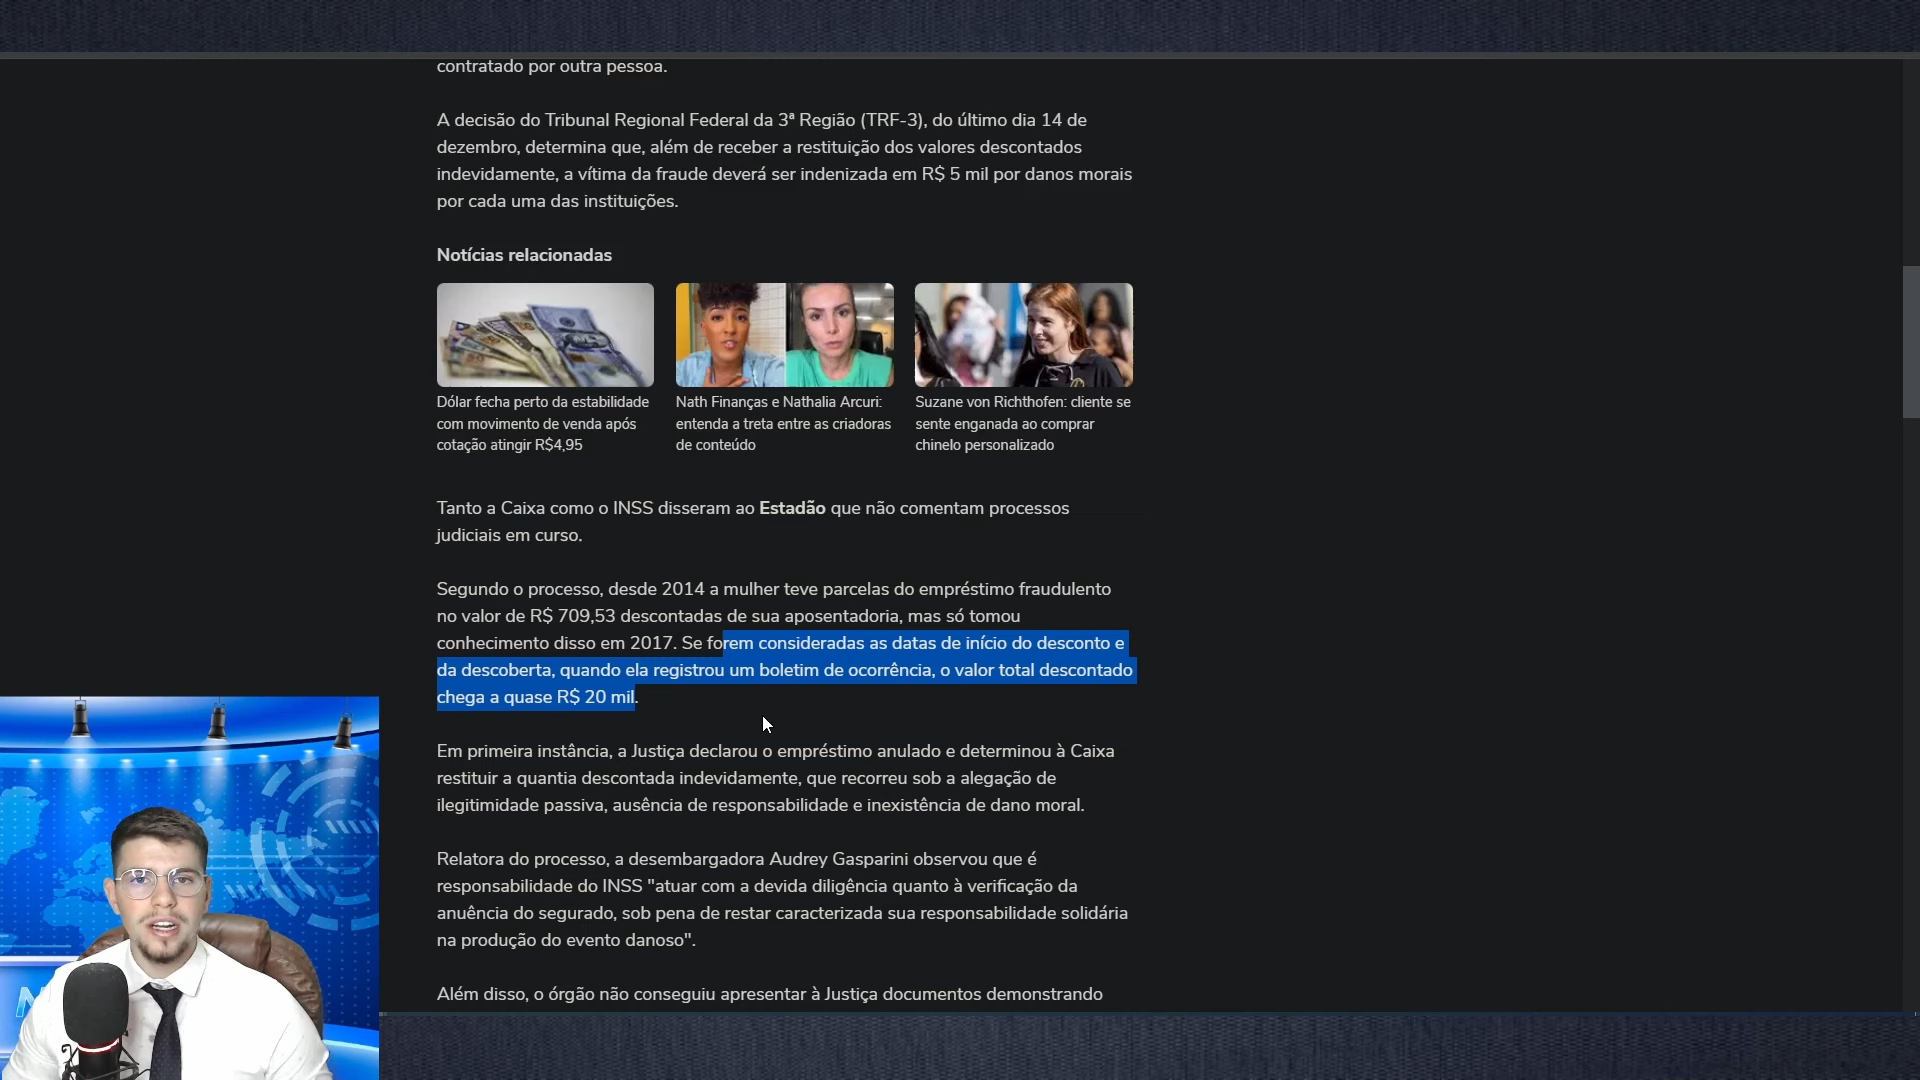 contratado por outra pessoa.
A decisão do Tribunal Regional Federal da 3ª Região (TRF-3), do último dia 14 de
dezembro, determina que, além de receber a restituição dos valores descontados
indevidamente, a vítima da fraude deverá ser indenizada em R$ 5 mil por danos morais
por cada uma das instituições.
Notícias relacionadas
Dólar fecha perto da estabilidade
com movimento de venda após
cotação atingir R$4,95
Nath Finanças e Nathalia Arcuri:
entenda a treta entre as criadoras
de conteúdo
Suzane von Richthofen: cliente se
sente enganada ao comprar
chinelo personalizado
Tanto a Caixa como o INSS disseram ao Estadão que não comentam processos
judiciais em curso.
Segundo o processo, desde 2014 a mulher teve parcelas do empréstimo fraudulento
no valor de R$ 709,53 descontadas de sua aposentadoria, mas só tomou
conhecimento disso em 2017. Se forem consideradas as datas de início do desconto e
da descoberta, quando ela registrou um boletim de ocorrência, o valor total descontado
chega a quase R$ 20 mil.
Em primeira instância, a Justiça declarou o empréstimo anulado e determinou à Caixa
restituir a quantia descontada indevidamente, que recorreu sob a alegação de
ilegitimidade passiva, ausência de responsabilidade e inexistência de dano moral.
Relatora do processo, a desembargadora Audrey Gasparini observou que é
responsabilidade do INSS "atuar com a devida diligência quanto à verificação da
anuência do segurado, sob pena de restar caracterizada sua responsabilidade solidária
na produção do evento danoso".
Além disso, o órgão não conseguiu apresentar à Justiça documentos demonstrando